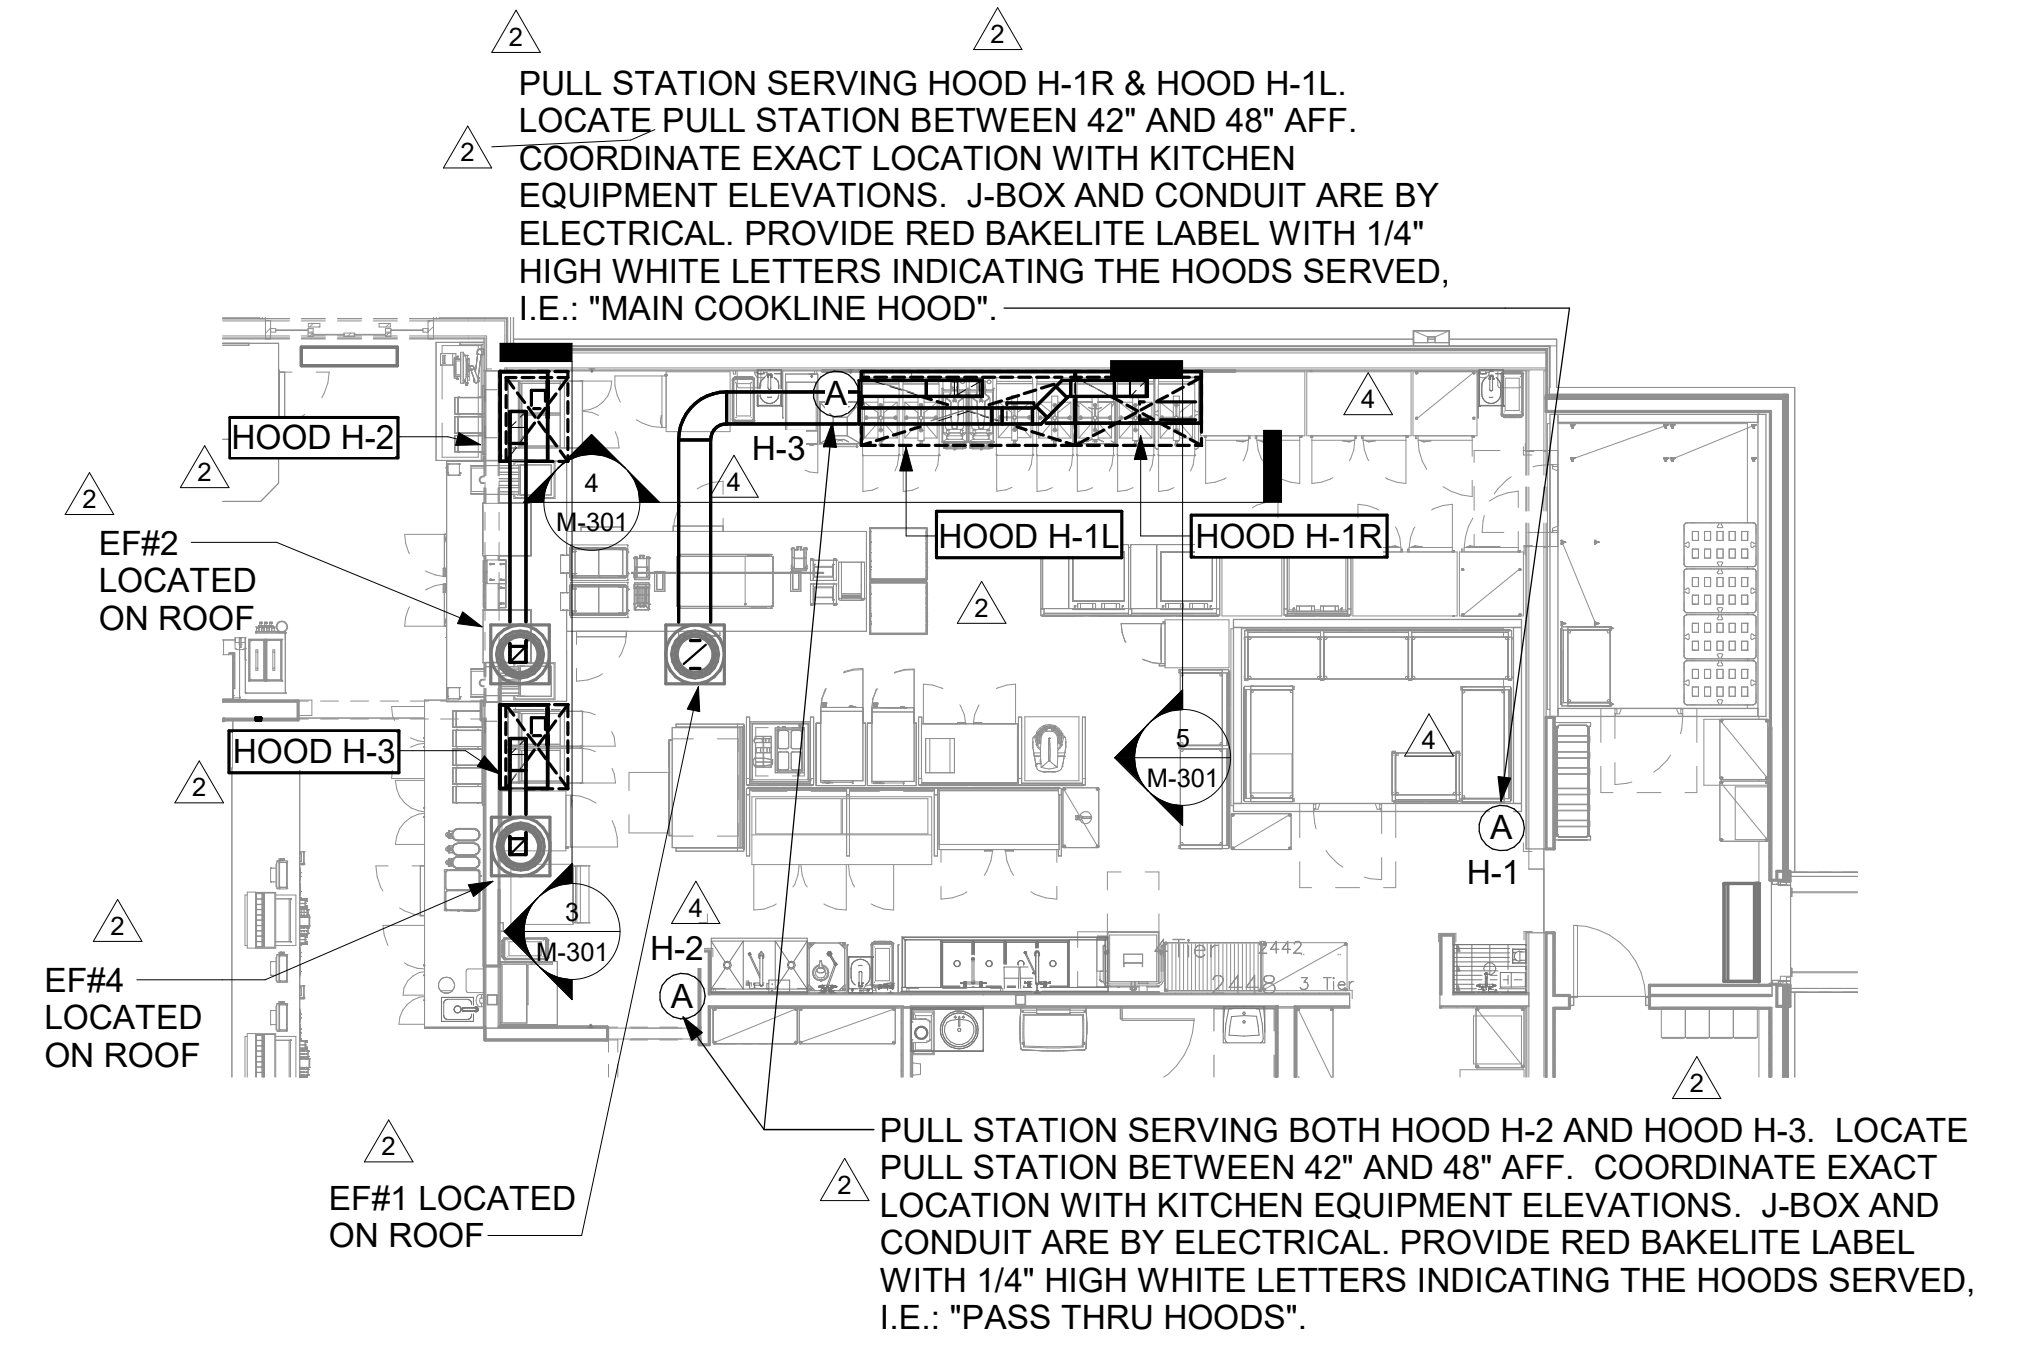 2
2
PULL STATION SERVING HOOD H-1R & HOOD H-1L.
LOCATE PULL STATION BETWEEN 42" AND 48" AFF.
2
COORDINATE EXACT LOCATION WITH KITCHEN
EQUIPMENT ELEVATIONS.  J-BOX AND CONDUIT ARE BY
ELECTRICAL. PROVIDE RED BAKELITE LABEL WITH 1/4"
HIGH WHITE LETTERS INDICATING THE HOODS SERVED,
I.E.: "MAIN COOKLINE HOOD".
A
4
HOOD H-2
H-3
2
4
4
M-301
2
HOOD H-1L
HOOD H-1R
EF#2
LOCATED
ON ROOF
2
HOOD H-3
5
M-301
4
2
A
H-1
4
3
M-301
2
H-2
4 Tier
2442
2448
3 Tier
A
EF#4
LOCATED
ON ROOF
2
2
EF#1 LOCATED
ON ROOF
PULL STATION SERVING BOTH HOOD H-2 AND HOOD H-3.  LOCATE
2
PULL STATION BETWEEN 42" AND 48" AFF.  COORDINATE EXACT
LOCATION WITH KITCHEN EQUIPMENT ELEVATIONS.  J-BOX AND
CONDUIT ARE BY ELECTRICAL. PROVIDE RED BAKELITE LABEL
WITH 1/4" HIGH WHITE LETTERS INDICATING THE HOODS SERVED,
I.E.: "PASS THRU HOODS".